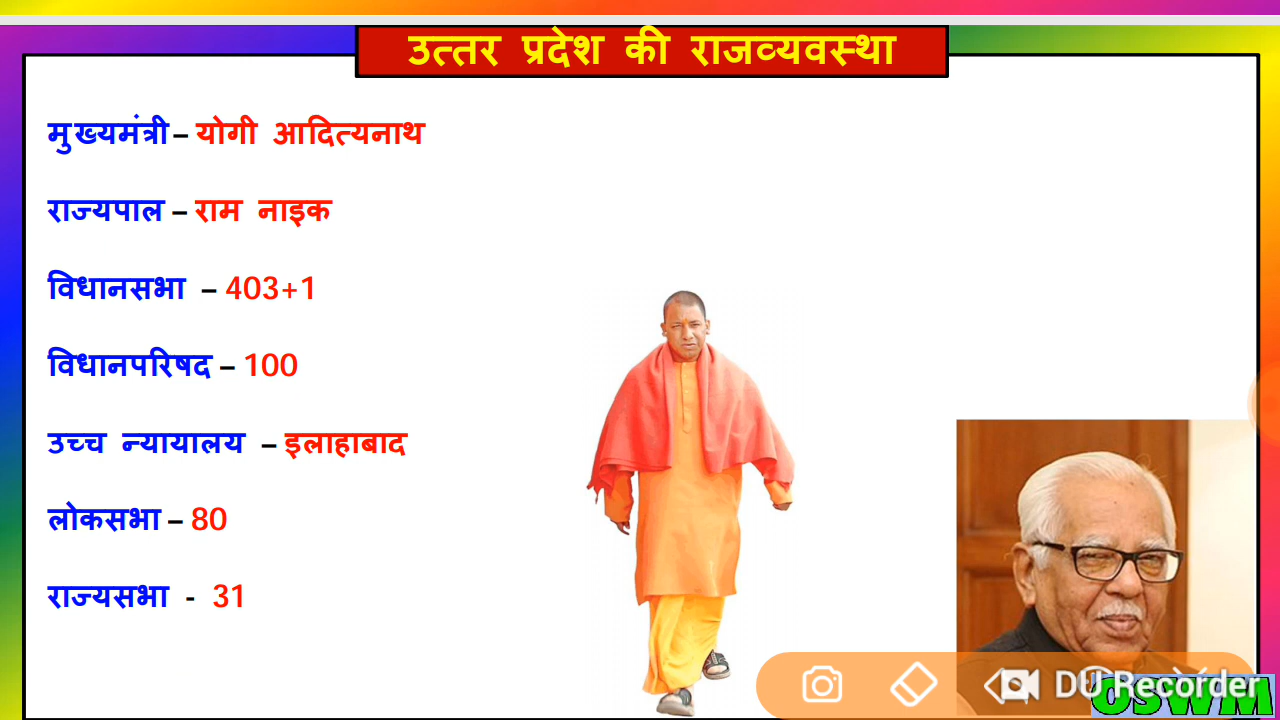 उत्तर प्रदेश की राजव्यवस्था
मुख्यमंत्री – योगी आदित्यनाथ
राज्यपाल – राम नाइक
विधानसभा – 403+1
विधानपरिषद – 100
उच्च न्यायालय – इलाहाबाद
लोकसभा – 80
राज्यसभा - 31
DU Recorder
OSWM